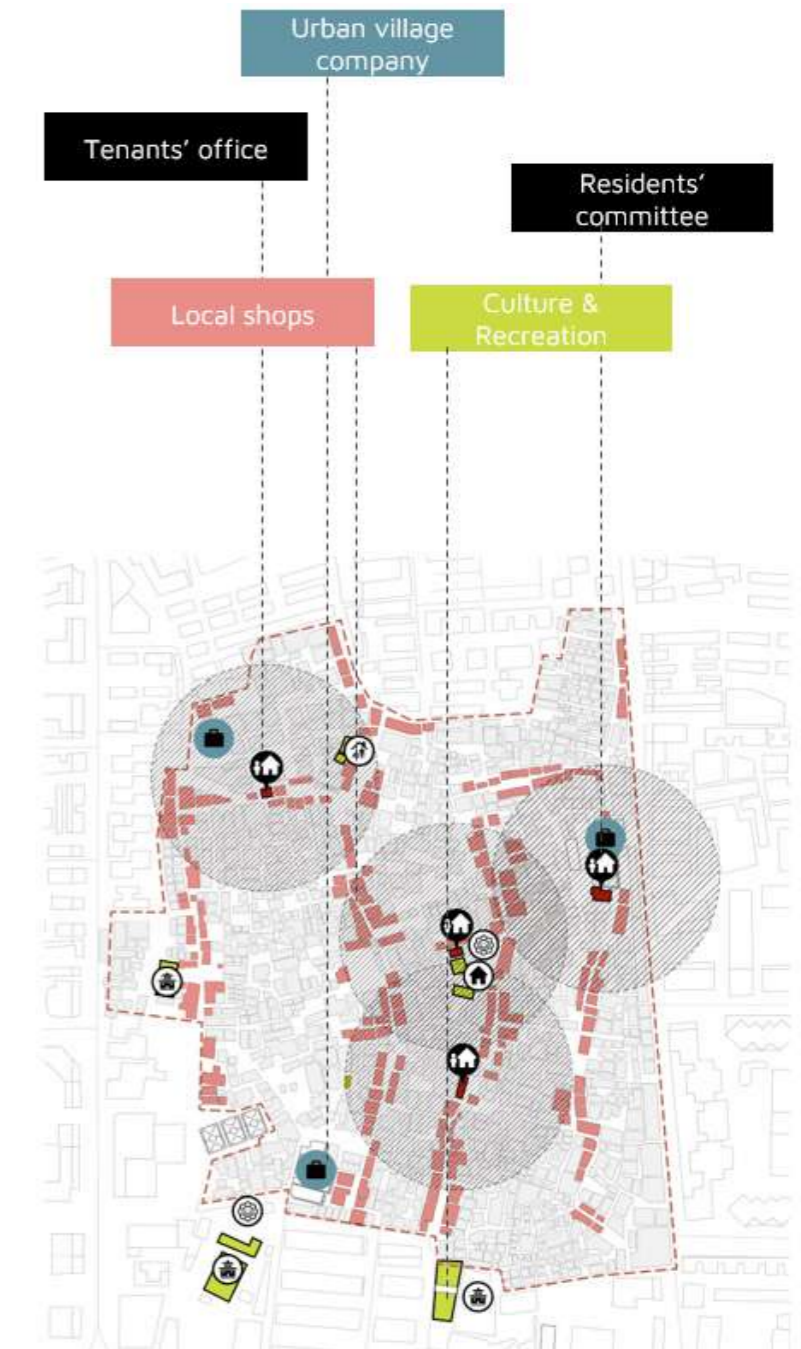 Urban village
company
Tenants' office
Residents'
committee
Local shops
Culture &
Recreation